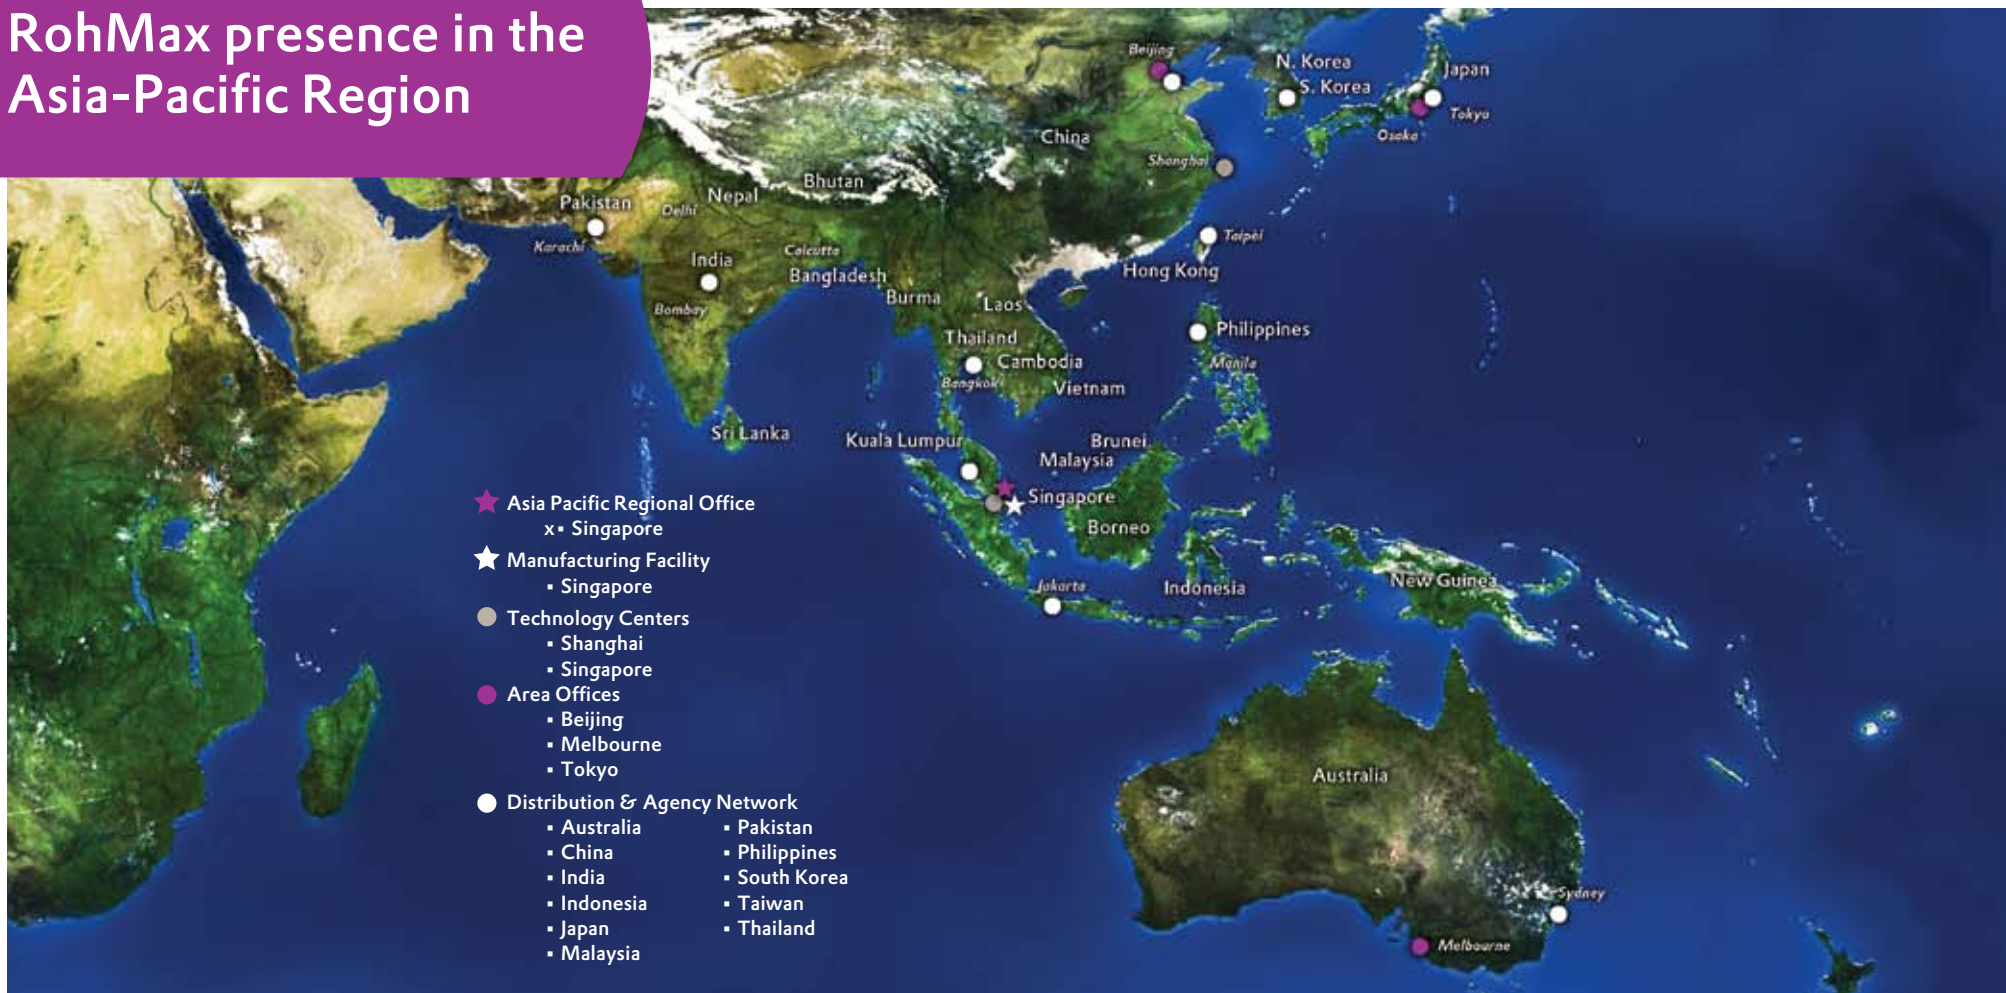 RohMax presence in the
Asia-Pacific Region
Beijing
N. Korea
S. Korea
Japan
Tokyo
Osaka
China
Shanghai
Bhutan
Nepal
Pakistan
Delhi
Karachi
Taipei
Calcutta
India
Bangladesh
Hong Kong
Burma
Laos
Bombay
Philippines
Thailand
Cambodia
Manila
Bangkok
Vietnam
Sri Lanka
Kuala Lumpur
Brunei
Malaysia
Singapore
Borneo
Jakarta
Indonesia
New Guinea
Australia
Sydney
Melbourne
Asia Pacific Regional Office
x▪ Singapore
Manufacturing Facility
▪ Singapore
Technology Centers
▪ Shanghai
▪ Singapore
Area Offices
▪ Beijing
▪ Melbourne
▪ Tokyo
Distribution & Agency Network
▪ Australia
▪ China
▪ India
▪ Indonesia
▪ Japan
▪ Malaysia
▪ Pakistan
▪ Philippines
▪ South Korea
▪ Taiwan
▪ Thailand